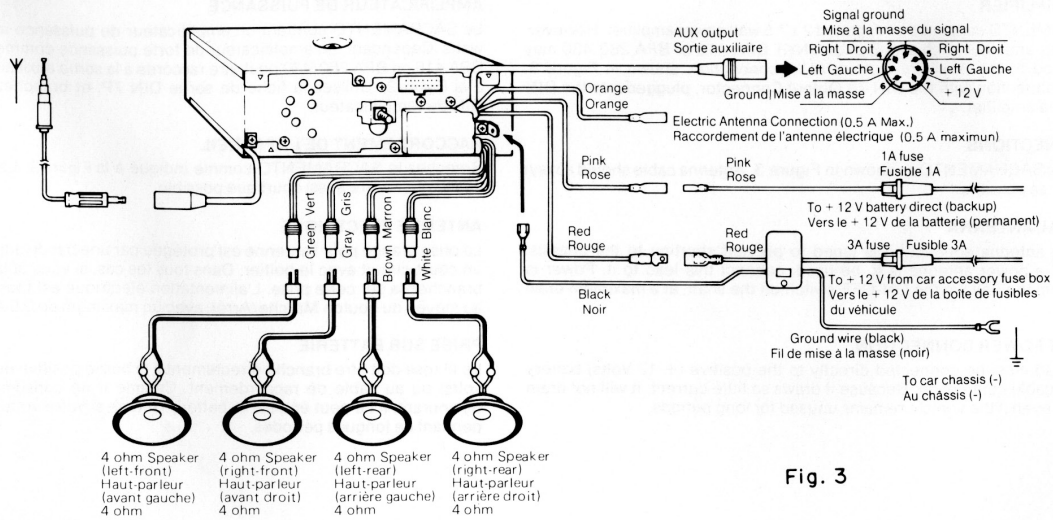 Signal ground
Mise à la masse du signal
AUX output
Sortie auxiliaire
Right Droit 4 2 5 Right Droit
Left Gauche 1 3 Left Gauche
Ground/Mise à la masse 6 7 + 12 V
Orange
Orange
Electric Antenna Connection (0,5 A Max.)
Raccordement de l'antenne électrique (0,5 A maximun)
Pink
Rose
Pink
Rose
1A fuse
Fusible 1A
To + 12 V battery direct (backup)
Vers le + 12 V de la batterie (permanent)
Green Vert
Gray Gris
Brown Marron
White Blanc
Red
Rouge
Red
Rouge
3A fuse Fusible 3A
To + 12 V from car accessory fuse box
Vers le + 12 V de la boîte de fusibles
du véhicule
Black
Noir
Ground wire (black)
Fil de mise à la masse (noir)
To car chassis (-)
Au châssis (-)
4 ohm Speaker
(left-front)
Haut-parleur
(avant gauche)
4 ohm
4 ohm Speaker
(right-front)
Haut-parleur
(avant droit)
4 ohm
4 ohm Speaker
(left-rear)
Haut-parleur
(arrière gauche)
4 ohm
4 ohm Speaker
(right-rear)
Haut-parleur
(arrière droit)
4 ohm
Fig. 3